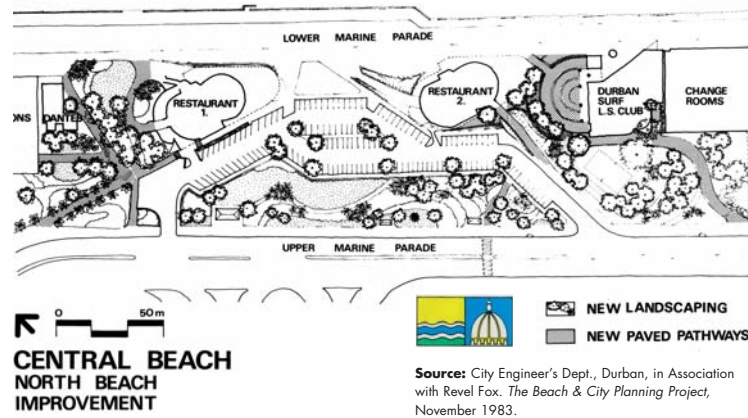 LOWER MARINE PARADE
RESTAURANT
1.
RESTAURANT
2.
DURBAN
SURF
L.S. CLUB
CHANGE
ROOMS
ONS
DANTES
UPPER MARINE PARADE
0 50m
CENTRAL BEACH
NORTH BEACH
IMPROVEMENT
NEW LANDSCAPING
NEW PAVED PATHWAYS
Source: City Engineer's Dept., Durban, in Association
with Revel Fox. The Beach & City Planning Project,
November 1983.